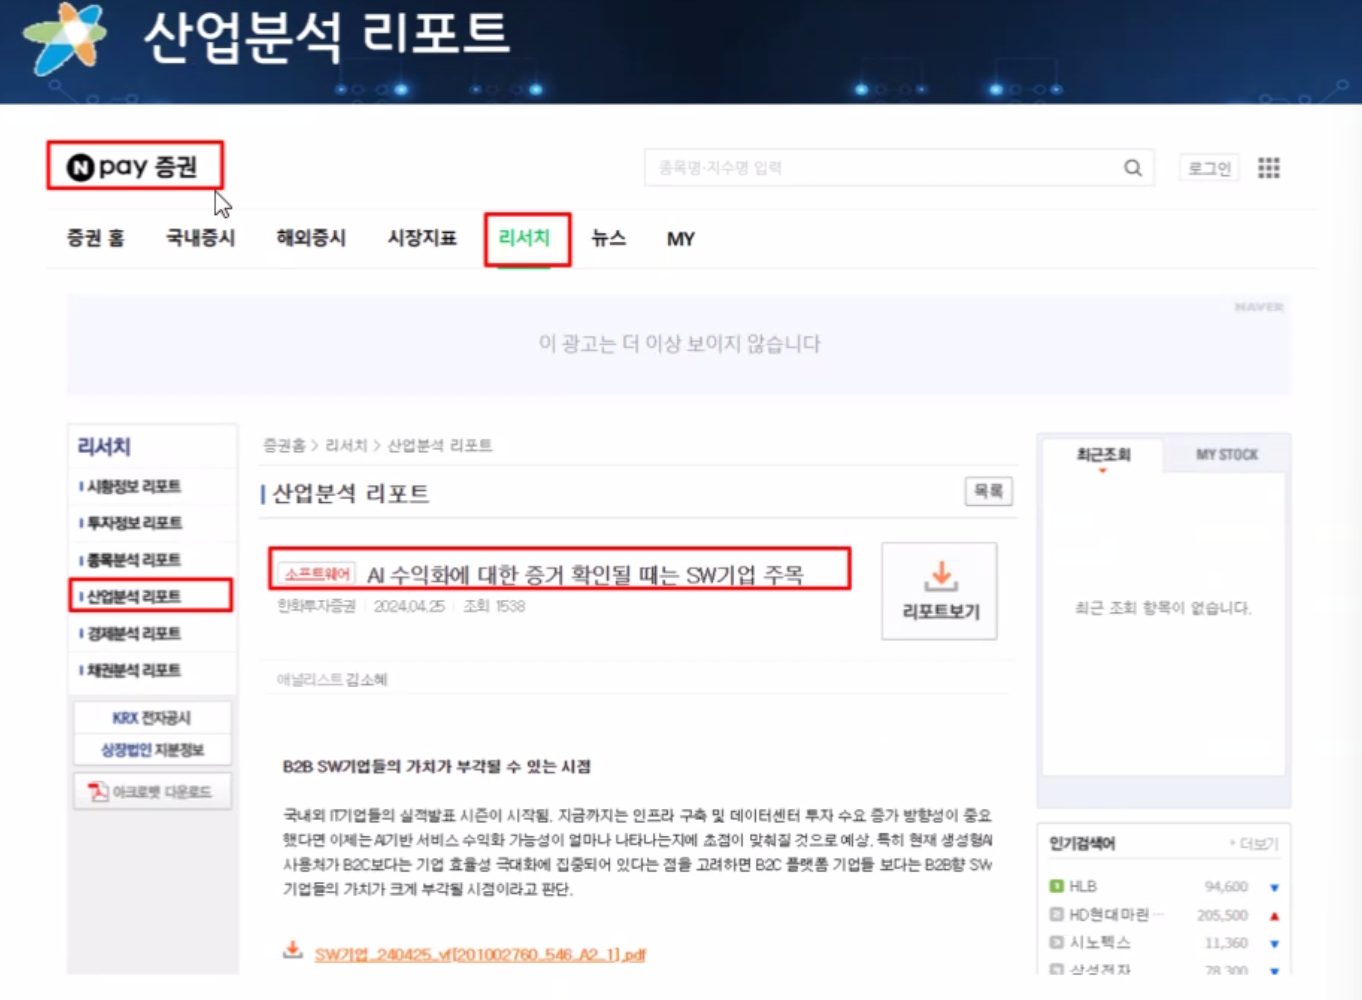 산업분석 리포트
N pay 증권
종목명·지수명 입력
로그인
증권 홈 국내증시 해외증시 시장지표 리서치 뉴스 MY
NAVER
이 광고는 더 이상 보이지 않습니다
리서치
시황정보 리포트
투자정보 리포트
종목분석 리포트
산업분석 리포트
경제분석 리포트
채권분석 리포트
KRX 전자공시
상장법인 지분정보
아크로뱃 다운로드
증권홈 > 리서치 > 산업분석 리포트
산업분석 리포트
목록
소프트웨어 AI 수익화에 대한 증거 확인될 때는 SW기업 주목
한화투자증권 | 2024.04.25 | 조회 1538
리포트보기
애널리스트 김소혜
B2B SW기업들의 가치가 부각될 수 있는 시점
국내외 IT기업들의 실적발표 시즌이 시작됨. 지금까지는 인프라 구축 및 데이터센터 투자 수요 증가 방향성이 중요
했다면 이제는 AI기반 서비스 수익화 가능성이 얼마나 나타나는지에 초점이 맞춰질 것으로 예상. 특히 현재 생성형AI
사용처가 B2C보다는 기업 효율성 극대화에 집중되어 있다는 점을 고려하면 B2C 플랫폼 기업들 보다는 B2B향 SW
기업들의 가치가 크게 부각될 시점이라고 판단.
SW기업_240425_vf[201002760_546_A2_1].pdf
최근조회 MY STOCK
최근 조회 항목이 없습니다.
인기검색어 더보기
1 HLB 94,600 ▼
2 HD현대마린… 205,500 ▲
3 시노펙스 11,360 ▼
4 삼성전자 78,300 ▼